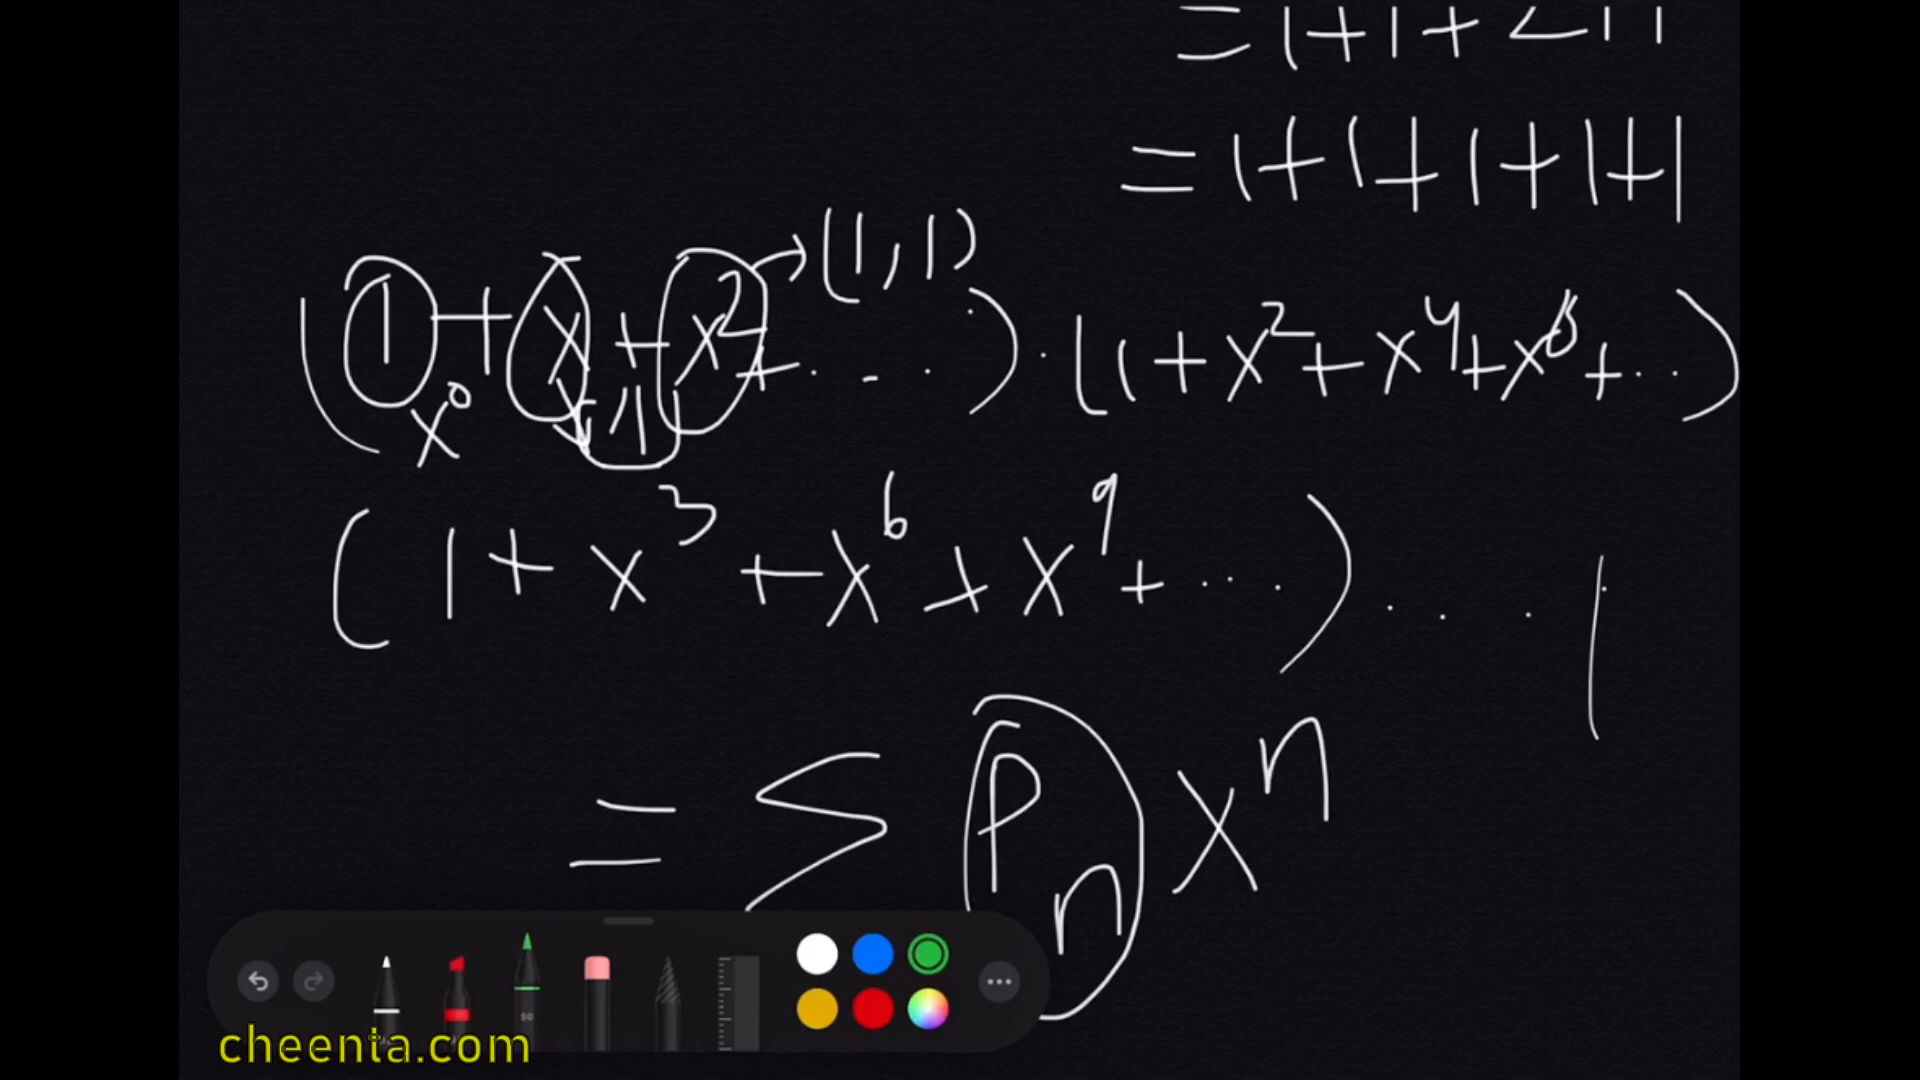 = 1 + 1 + 2 + 1
= 1 + 1 + 1 + 1 + 1
(1 + x + x² + ...) · (1 + x² + x⁴ + x⁶ + ...)
→ (1, 1)
x⁰
(1 + x³ + x⁶ + x⁹ + ...) ...
= Σ Pₙ xⁿ
50
cheenta.com